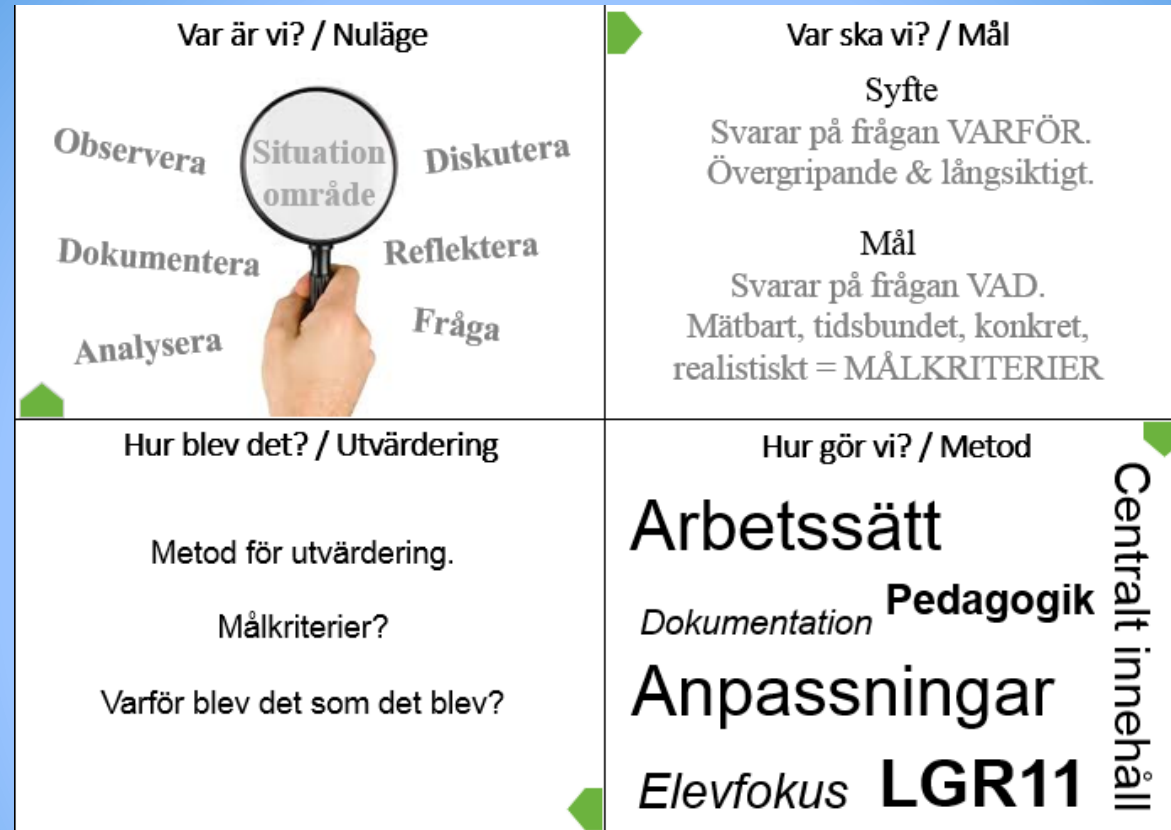 Var är vi? / Nuläge
Observera
Situation
område
Diskutera
Dokumentera
Reflektera
Analysera
Fråga
Var ska vi? / Mål
Syfte
Svarar på frågan VARFÖR.
Övergripande & långsiktigt.
Mål
Svarar på frågan VAD.
Mätbart, tidsbundet, konkret,
realistiskt = MÅLKRITERIER
Hur blev det? / Utvärdering
Metod för utvärdering.
Målkriterier?
Varför blev det som det blev?
Hur gör vi? / Metod
Arbetssätt
Dokumentation Pedagogik
Anpassningar
Elevfokus LGR11
Centralt innehåll